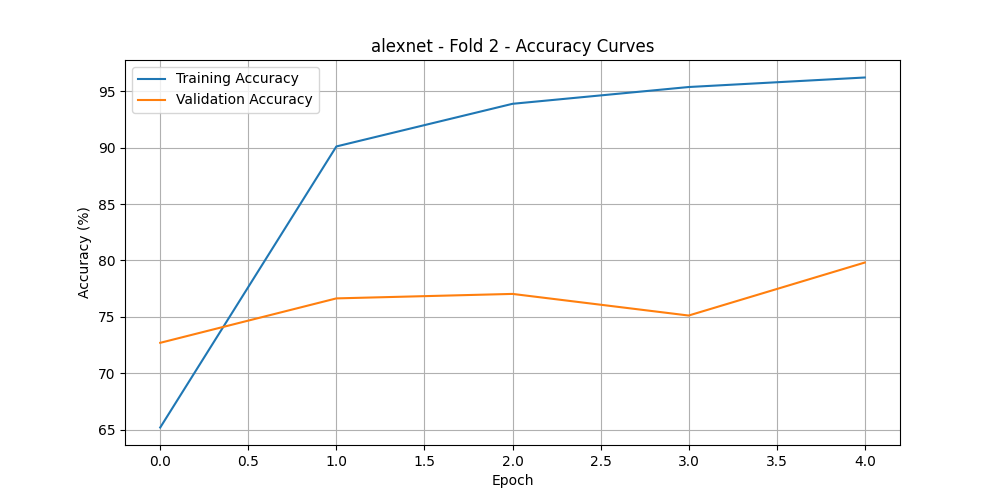 alexnet - Fold 2 - Accuracy Curves
Training Accuracy
Validation Accuracy
Accuracy (%)
95
90
85
80
75
70
65
0.0 0.5 1.0 1.5 2.0 2.5 3.0 3.5 4.0
Epoch